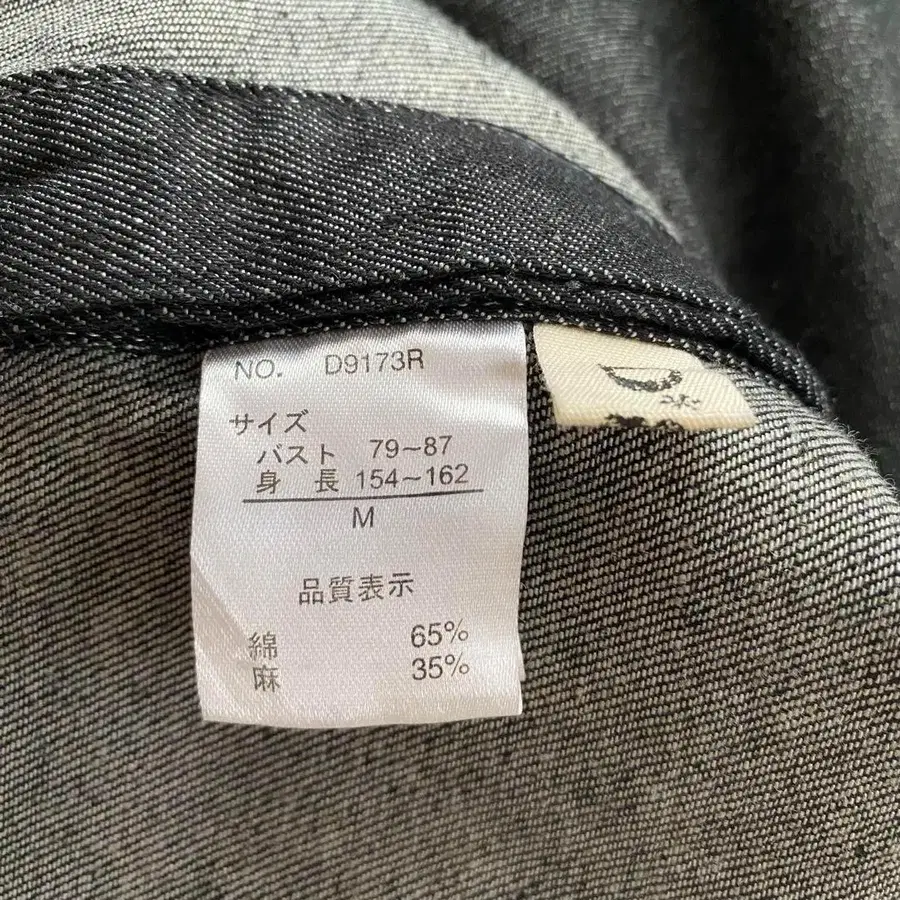 NO. D9173R
サイズ
バスト 79～87
身 長 154～162
M
品質表示
綿 65%
麻 35%